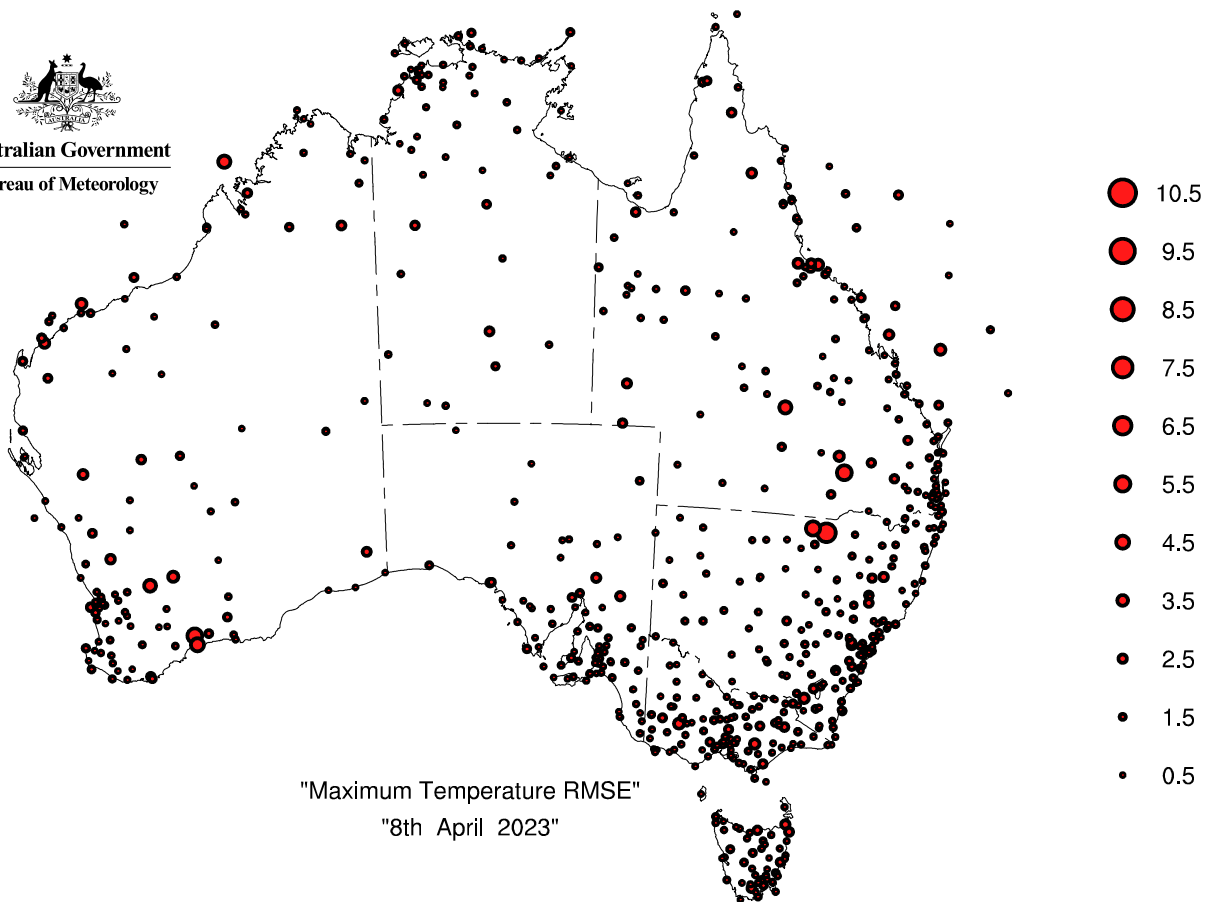 AUSTRALIA
tralian Government
reau of Meteorology
10.5
9.5
8.5
7.5
6.5
5.5
4.5
3.5
2.5
1.5
0.5
"Maximum Temperature RMSE"
"8th April 2023"